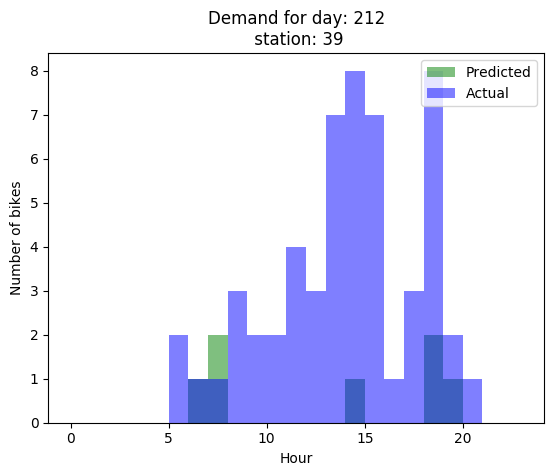 Demand for day: 212
station: 39
Predicted
Actual
Number of bikes
8
7
6
5
4
3
2
1
0
0 5 10 15 20
Hour